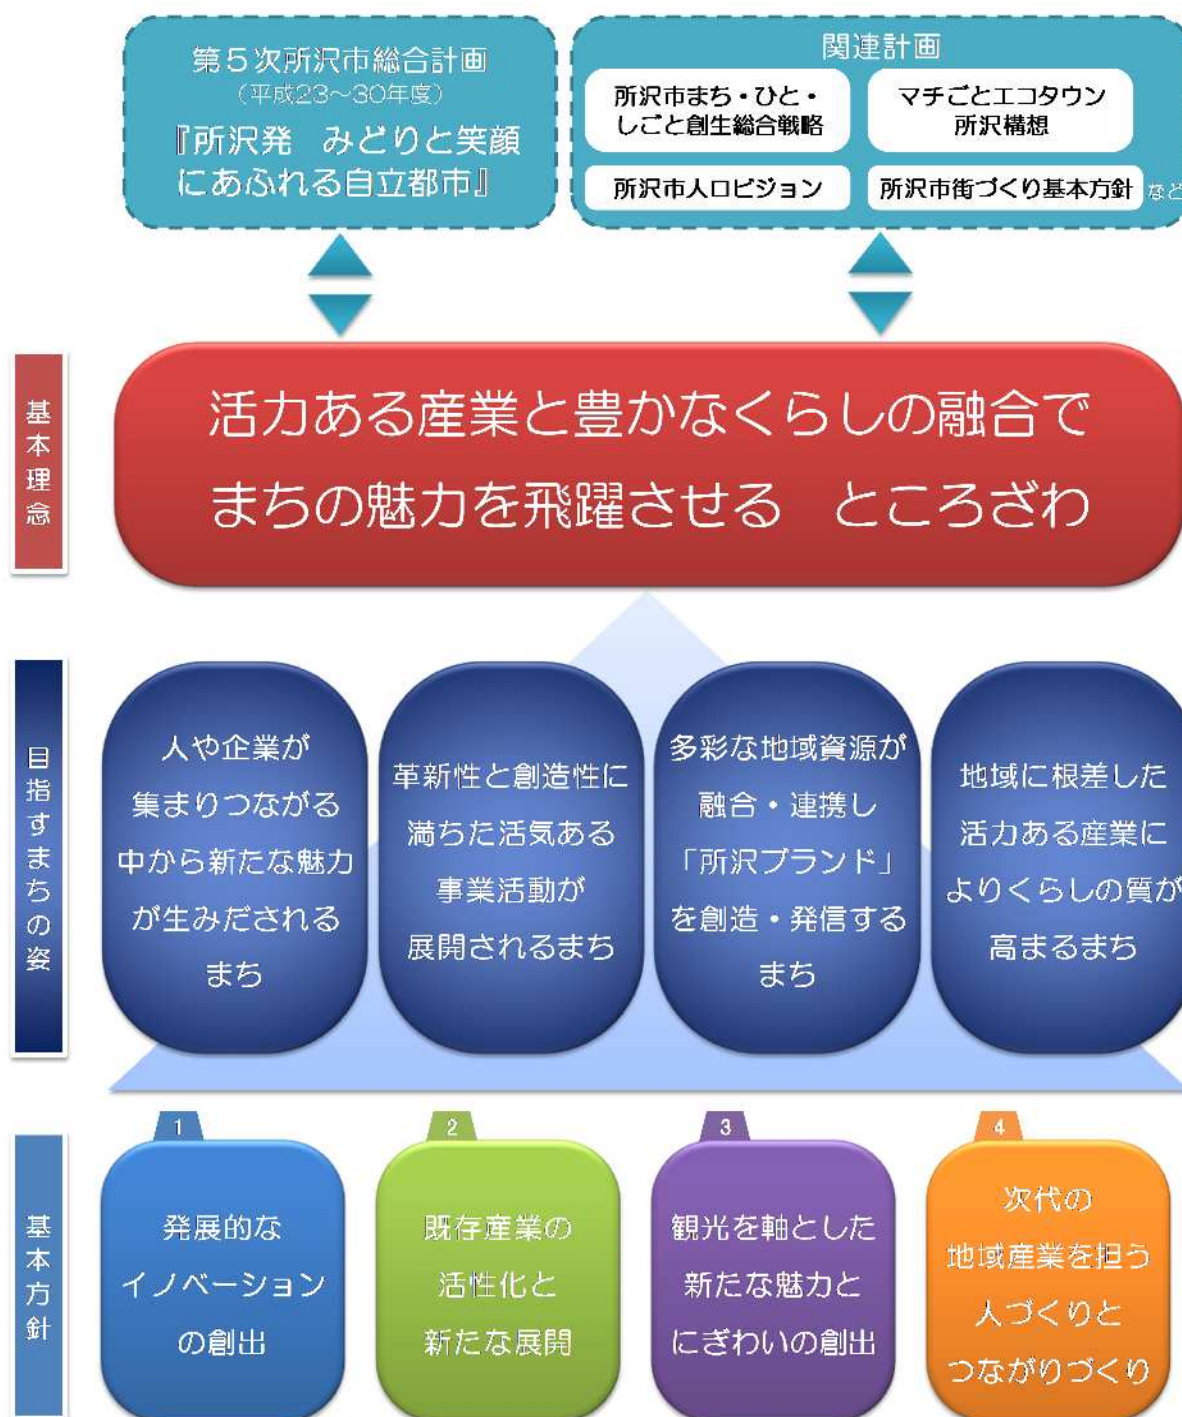 第5次所沢市総合計画
（平成23～30年度）
『所沢発　みどりと笑顔
にあふれる自立都市』
関連計画
所沢市まち・ひと・
しごと創生総合戦略
マチごとエコタウン
所沢構想
所沢市人口ビジョン
所沢市街づくり基本方針
など
基本理念
活力ある産業と豊かなくらしの融合で
まちの魅力を飛躍させる　ところざわ
目指すまちの姿
人や企業が
集まりつながる
中から新たな魅力
が生みだされる
まち
革新性と創造性に
満ちた活気ある
事業活動が
展開されるまち
多彩な地域資源が
融合・連携し
「所沢ブランド」
を創造・発信する
まち
地域に根差した
活力ある産業に
よりくらしの質が
高まるまち
基本方針
1
発展的な
イノベーション
の創出
2
既存産業の
活性化と
新たな展開
3
観光を軸とした
新たな魅力と
にぎわいの創出
4
次代の
地域産業を担う
人づくりと
つながりづくり